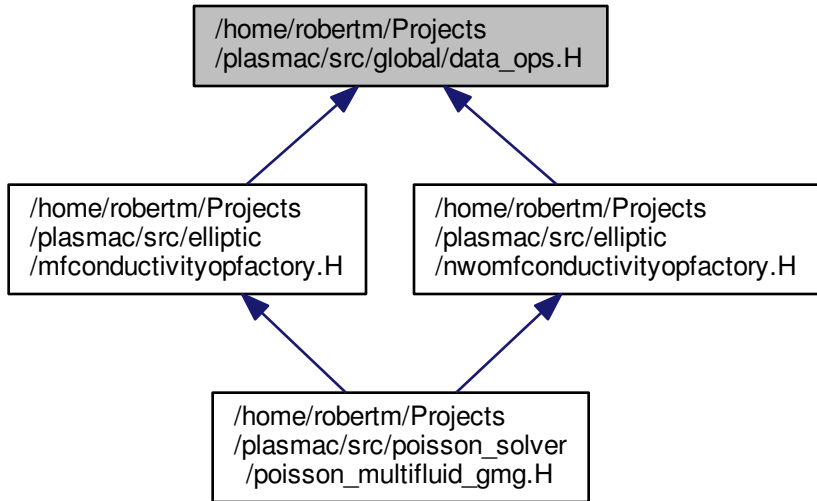 /home/robertm/Projects
/plasmac/src/global/data_ops.H
/home/robertm/Projects
/plasmac/src/elliptic
/mfconductivityopfactory.H
/home/robertm/Projects
/plasmac/src/elliptic
/nwomfconductivityopfactory.H
/home/robertm/Projects
/plasmac/src/poisson_solver
/poisson_multifluid_gmg.H